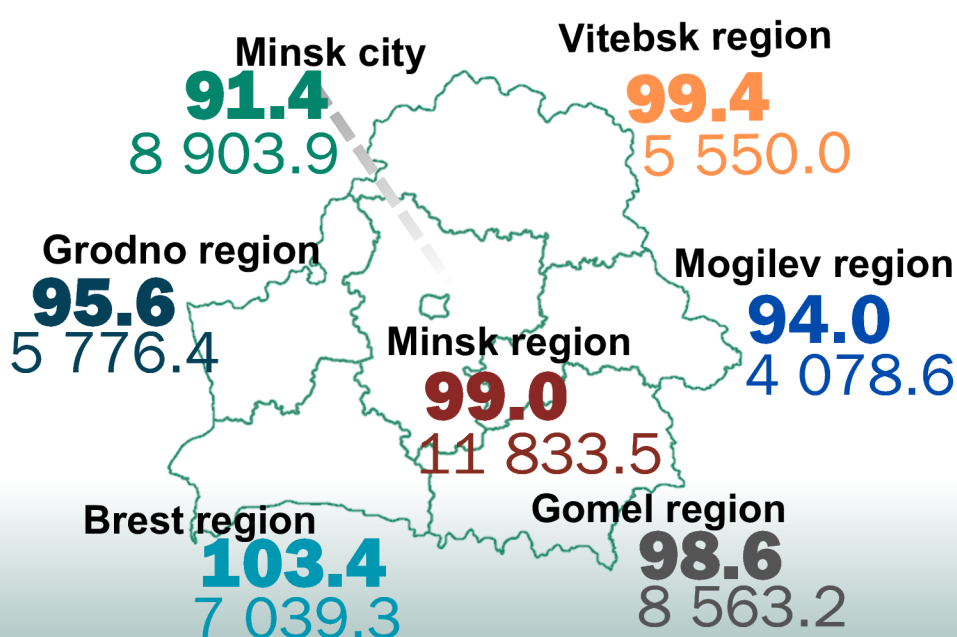 Minsk city
91.4
8 903.9
Vitebsk region
99.4
5 550.0
Grodno region
95.6
5 776.4
Mogilev region
94.0
4 078.6
Minsk region
99.0
11 833.5
Brest region
103.4
7 039.3
Gomel region
98.6
8 563.2